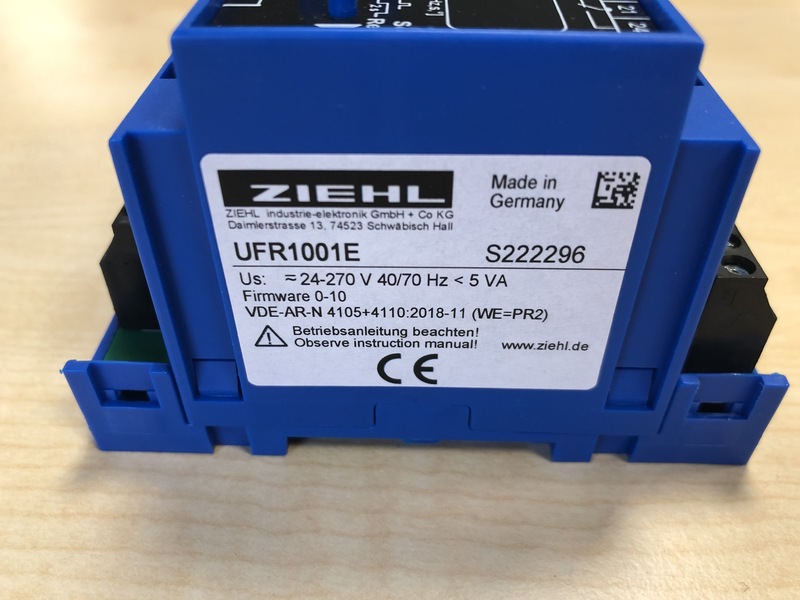 ZIEHL
Made in
Germany
ZIEHL industrie-elektronik GmbH + Co KG
Daimlerstrasse 13, 74523 Schwäbisch Hall
UFR1001E S222296
Us: ≂ 24-270 V 40/70 Hz < 5 VA
Firmware 0-10
VDE-AR-N 4105+4110:2018-11 (WE=PR2)
Betriebsanleitung beachten!
Observe instruction manual! www.ziehl.de
CE